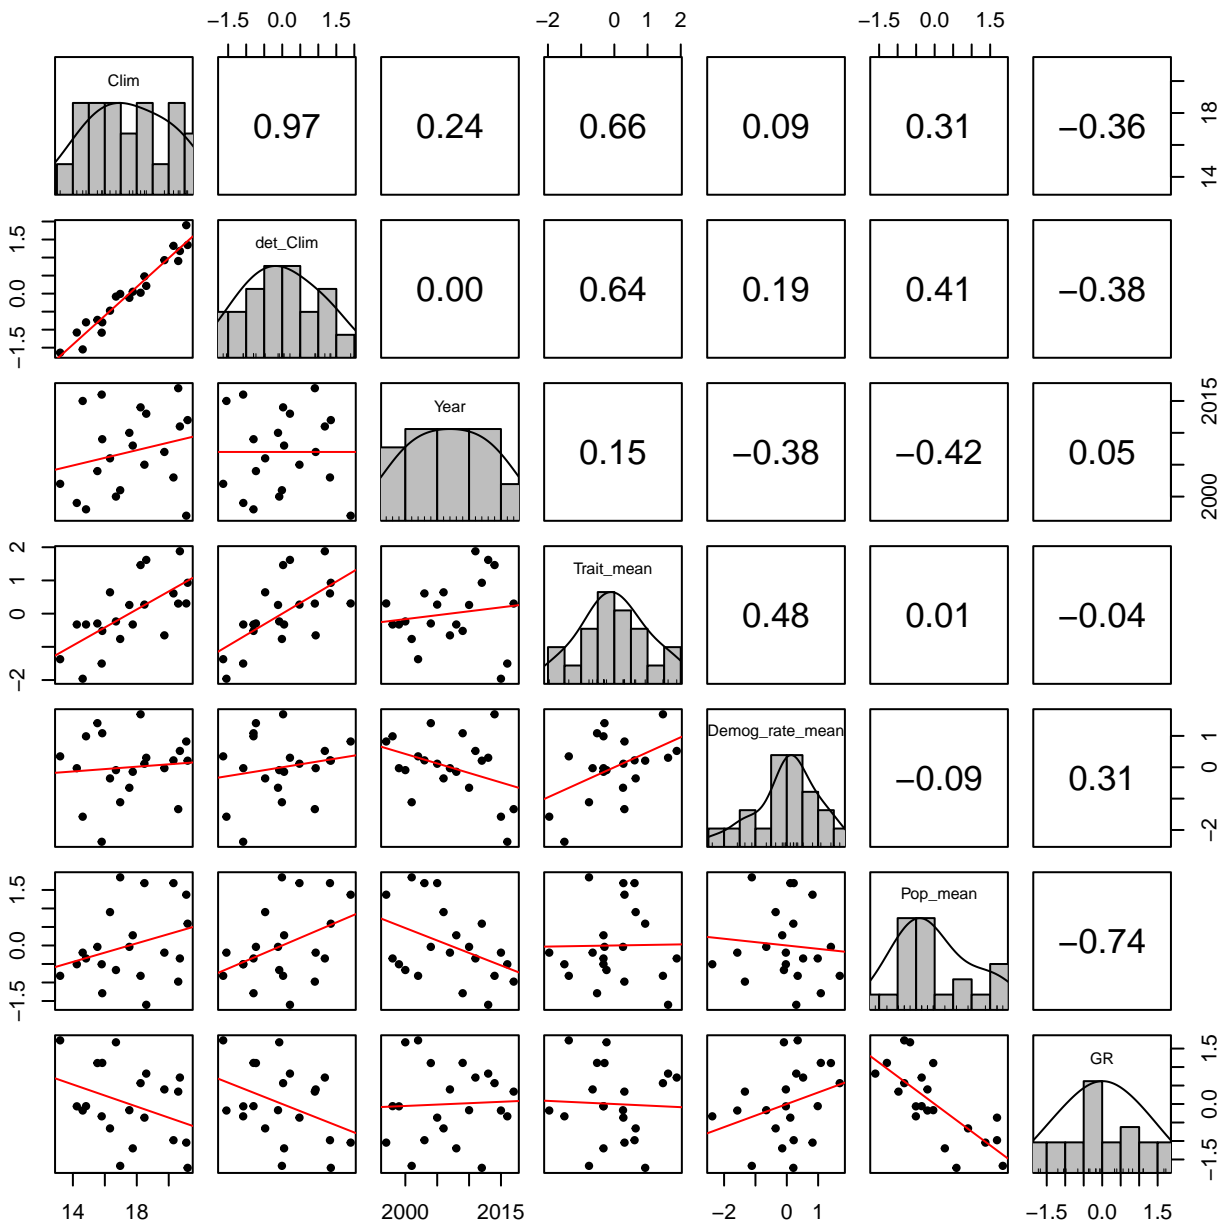 −1.5 0.0 1.5 −2 0 1 2 −1.5 0.0 1.5
Clim 0.97 0.24 0.66 0.09 0.31 −0.36 14 18
−1.5 0.0 1.5 det_Clim 0.00 0.64 0.19 0.41 −0.38
Year 0.15 −0.38 −0.42 0.05 2000 2015
−2 0 1 2 Trait_mean 0.48 0.01 −0.04
Demog_rate_mean −0.09 0.31 −2 0 1
−1.5 0.0 1.5 Pop_mean −0.74
GR −1.5 0.0 1.5
14 18 2000 2015 −2 0 1 −1.5 0.0 1.5